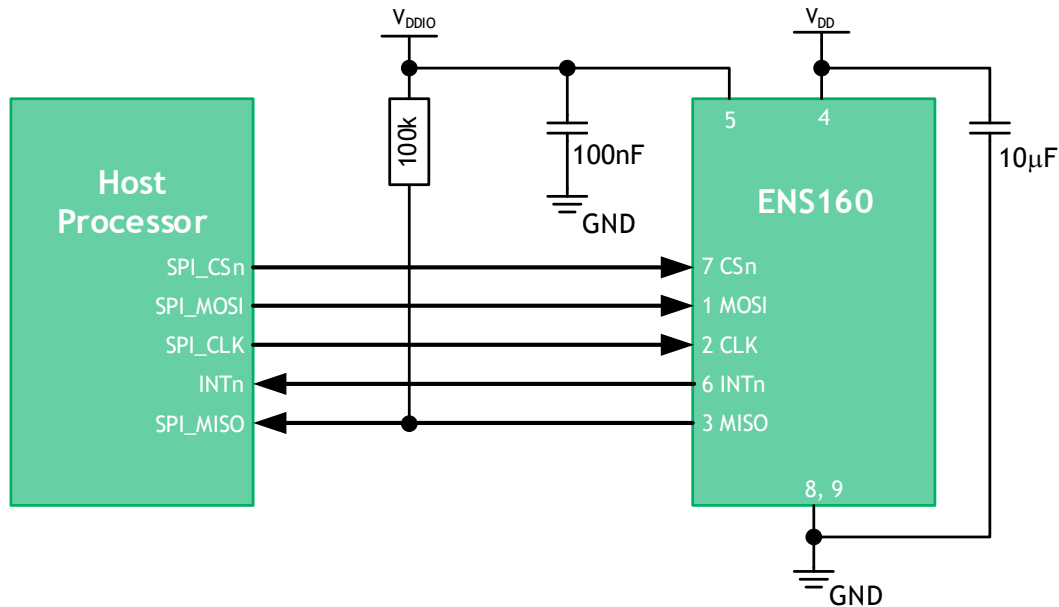 VDDIO
VDD
5
4
100k
100nF
10μF
Host
Processor
ENS160
GND
SPI_CSn
7 CSn
SPI_MOSI
1 MOSI
SPI_CLK
2 CLK
INTn
6 INTn
SPI_MISO
3 MISO
8, 9
GND